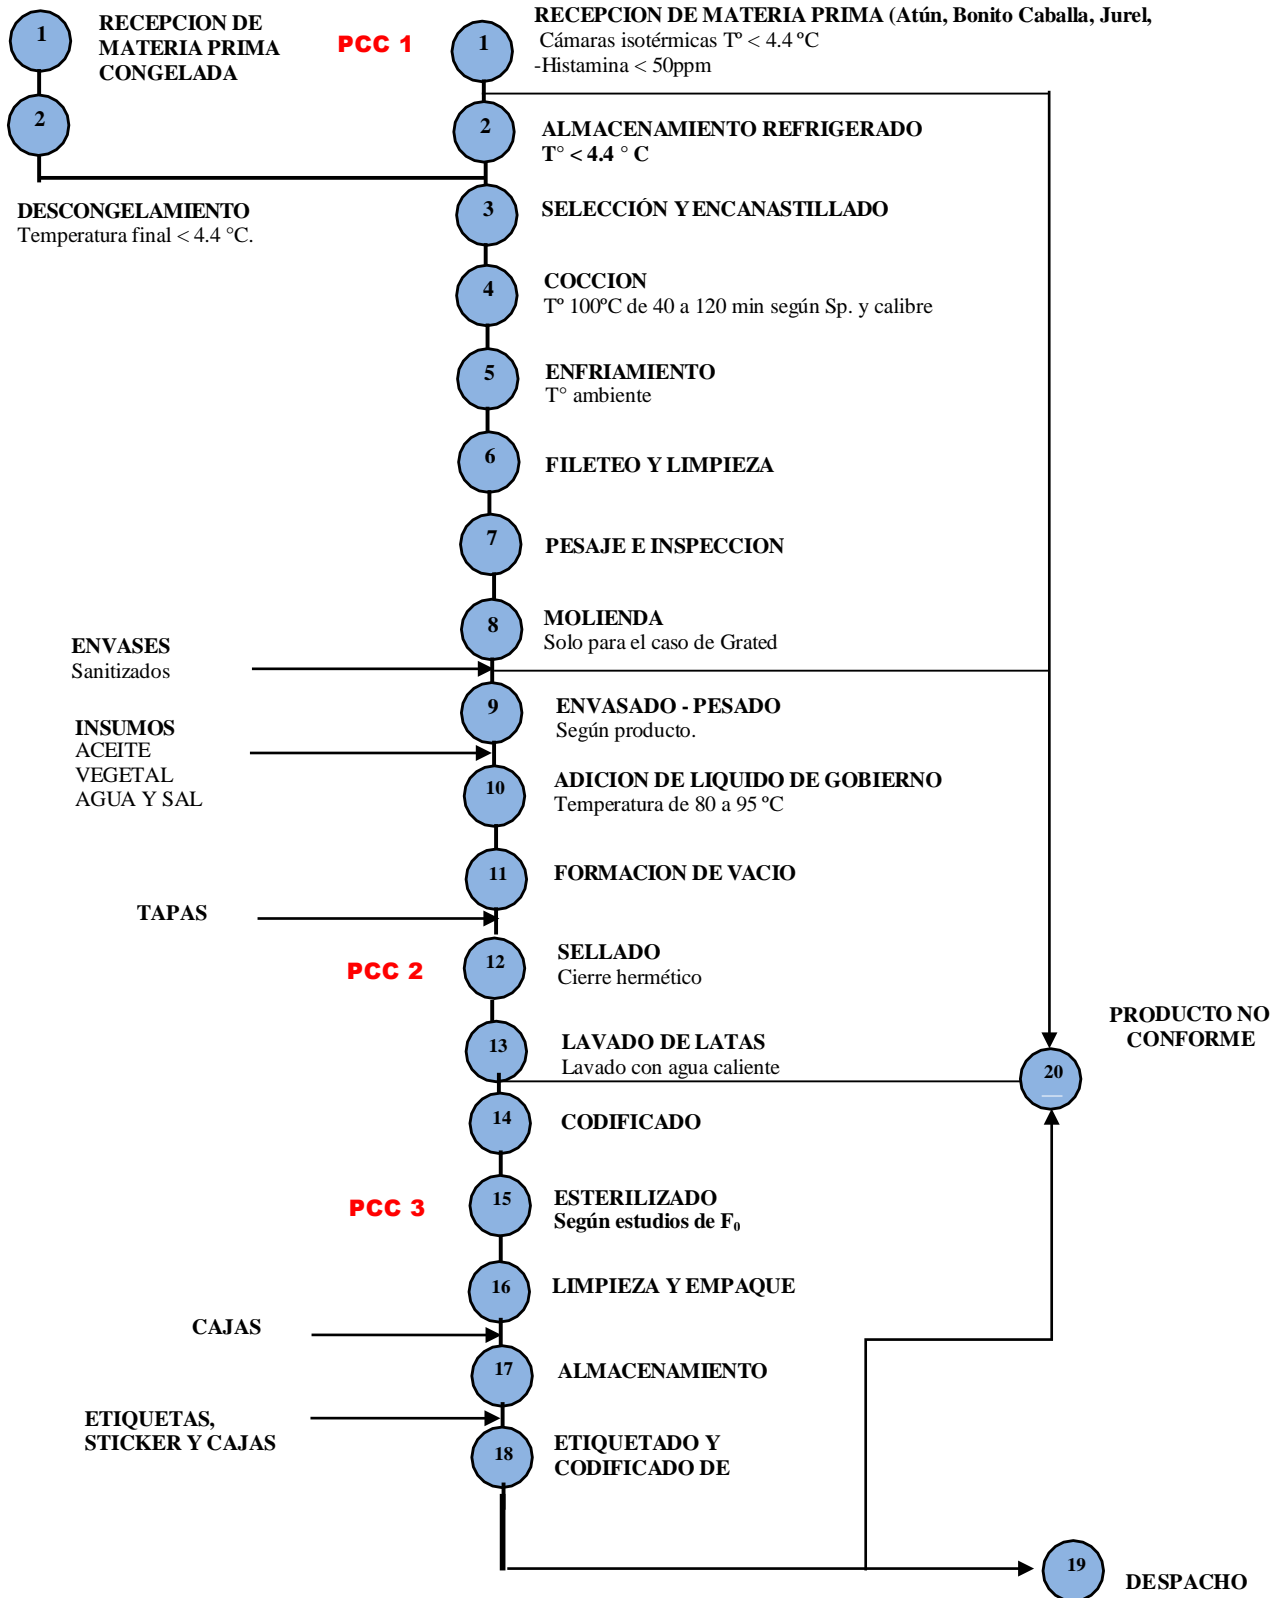 1
RECEPCION DE
MATERIA PRIMA
CONGELADA
2
DESCONGELAMIENTO
Temperatura final < 4.4 °C.
PCC 1
1
RECEPCION DE MATERIA PRIMA (Atún, Bonito Caballa, Jurel,
Cámaras isotérmicas Tº < 4.4 ºC
-Histamina < 50ppm
2
ALMACENAMIENTO REFRIGERADO
T° < 4.4 ° C
3
SELECCIÓN Y ENCANASTILLADO
4
COCCION
Tº 100ºC de 40 a 120 min según Sp. y calibre
5
ENFRIAMIENTO
T° ambiente
6
FILETEO Y LIMPIEZA
7
PESAJE E INSPECCION
8
MOLIENDA
Solo para el caso de Grated
ENVASES
Sanitizados
9
ENVASADO - PESADO
Según producto.
INSUMOS
ACEITE
VEGETAL
AGUA Y SAL
10
ADICION DE LIQUIDO DE GOBIERNO
Temperatura de 80 a 95 ºC
11
FORMACION DE VACIO
TAPAS
PCC 2
12
SELLADO
Cierre hermético
13
LAVADO DE LATAS
Lavado con agua caliente
PRODUCTO NO
CONFORME
20
14
CODIFICADO
PCC 3
15
ESTERILIZADO
Según estudios de F₀
16
LIMPIEZA Y EMPAQUE
CAJAS
17
ALMACENAMIENTO
ETIQUETAS,
STICKER Y CAJAS
18
ETIQUETADO Y
CODIFICADO DE
19
DESPACHO